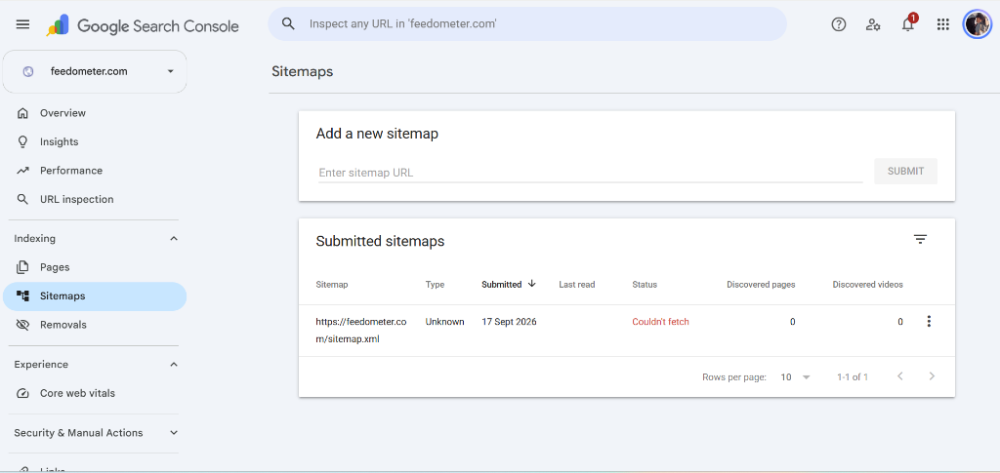 Google Search Console
Inspect any URL in 'feedometer.com'
1
feedometer.com
Sitemaps
Overview
Insights
Performance
URL inspection
Indexing
Pages
Sitemaps
Removals
Experience
Core web vitals
Security & Manual Actions
Links
Add a new sitemap
Enter sitemap URL
SUBMIT
Submitted sitemaps
Sitemap Type Submitted Last read Status Discovered pages Discovered videos
https://feedometer.co Unknown 17 Sept 2026 Couldn't fetch 0 0
m/sitemap.xml
Rows per page: 10 1-1 of 1